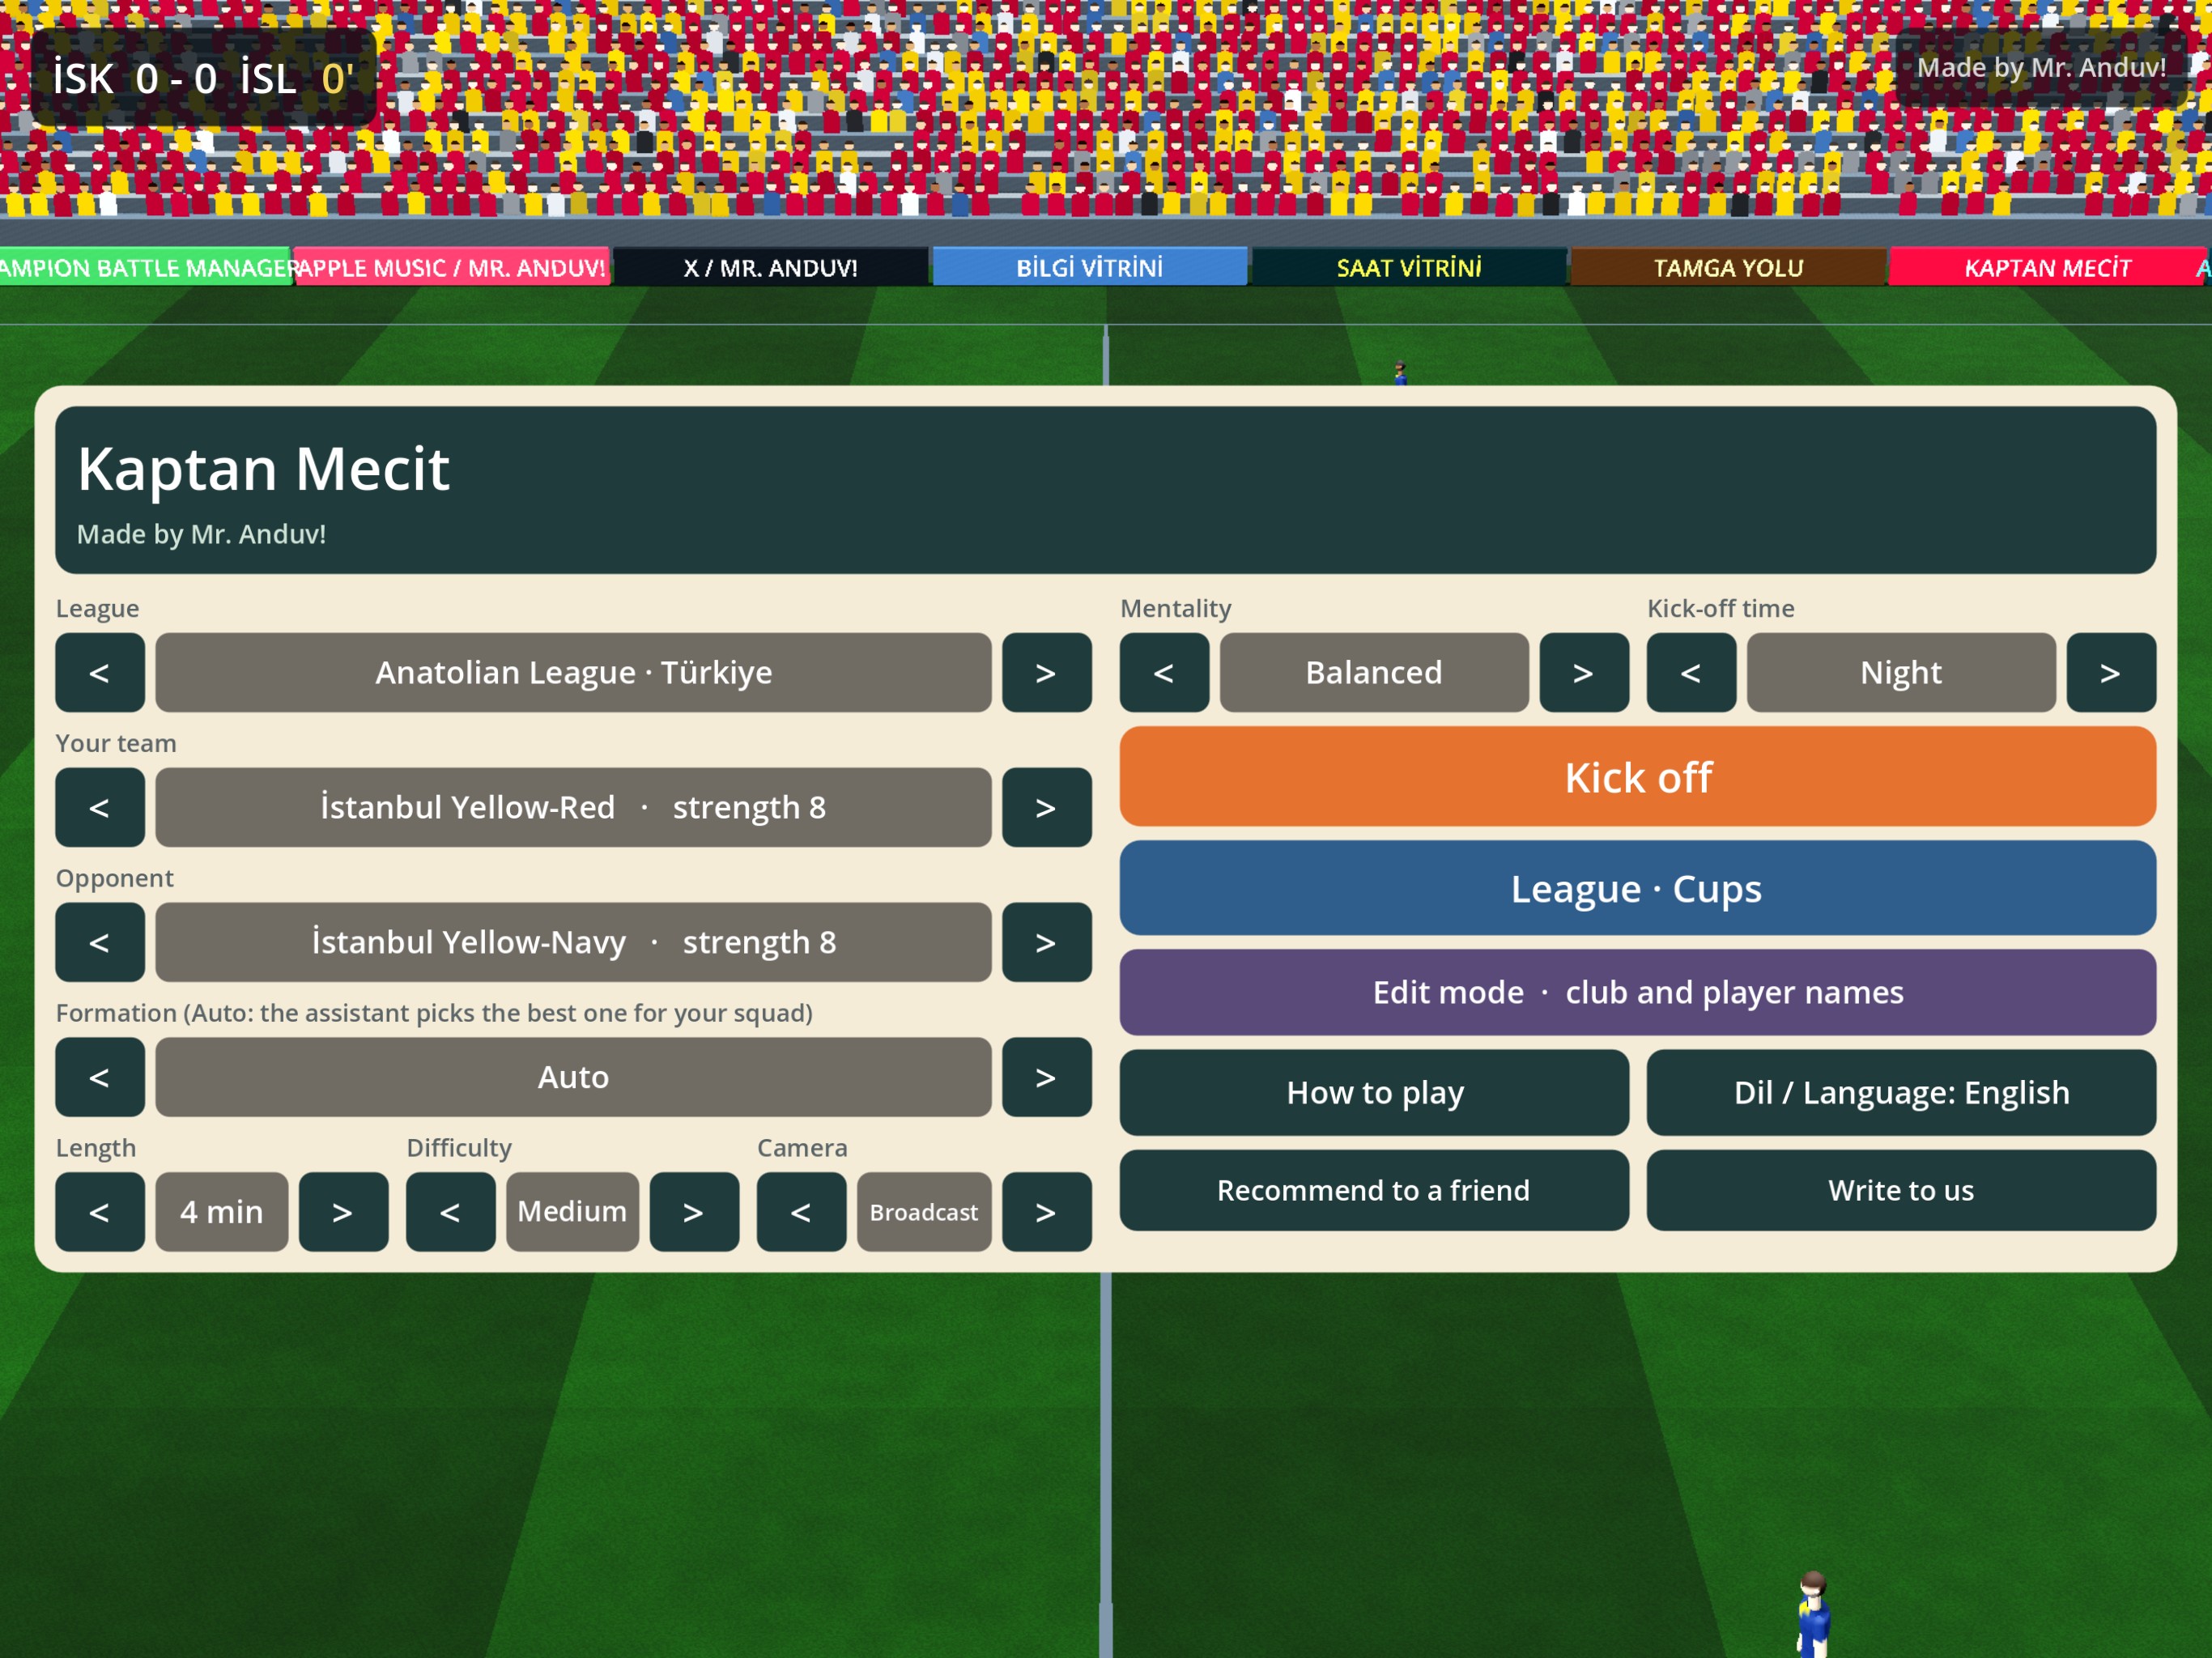 İSK 0 - 0 İSL 0'
Made by Mr. Anduv!
AMPION BATTLE MANAGER
APPLE MUSIC / MR. ANDUV!
X / MR. ANDUV!
BİLGİ VİTRİNİ
SAAT VİTRİNİ
TAMGA YOLU
KAPTAN MECİT
Kaptan Mecit
Made by Mr. Anduv!
League
< Anatolian League · Türkiye >
Your team
< İstanbul Yellow-Red · strength 8 >
Opponent
< İstanbul Yellow-Navy · strength 8 >
Formation (Auto: the assistant picks the best one for your squad)
< Auto >
Length Difficulty Camera
< 4 min > < Medium > < Broadcast >
Mentality Kick-off time
< Balanced > < Night >
Kick off
League · Cups
Edit mode · club and player names
How to play
Dil / Language: English
Recommend to a friend
Write to us